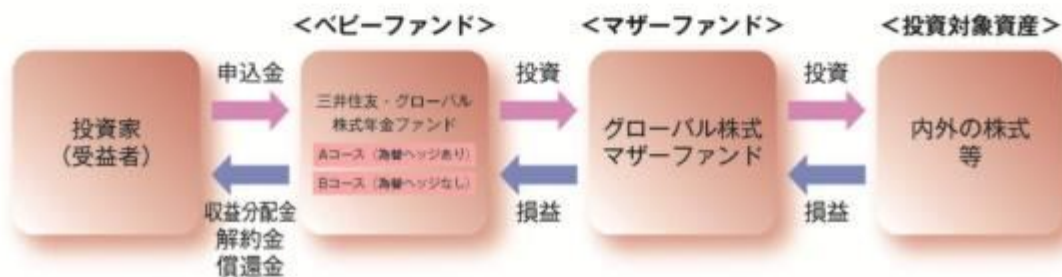 <ベビーファンド>
<マザーファンド>
<投資対象資産>
投資家
(受益者)
申込金
収益分配金
解約金
償還金
三井住友・グローバル
株式年金ファンド
Aコース(為替ヘッジあり)
Bコース(為替ヘッジなし)
投資
損益
グローバル株式
マザーファンド
投資
損益
内外の株式
等